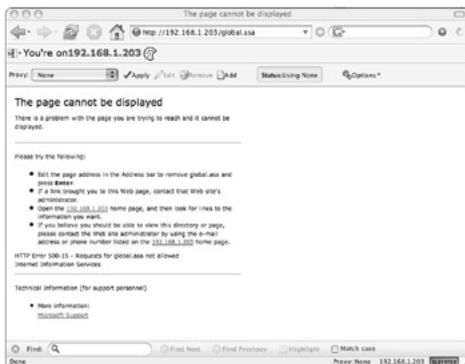 The page cannot be displayed
http://192.168.1.203/global.asa
You're on192.168.1.203
Proxy: None Apply Edit Remove Add Status:Using None Options
The page cannot be displayed
There is a problem with the page you are trying to reach and it cannot be
displayed.
Please try the following:
Edit the page address in the Address bar to remove global.asa and
press Enter.
If a link brought you to this Web page, contact that Web site's
administrator.
Open the 192.168.1.203 home page, and then look for links to the
information you want.
If you believe you should be able to view this directory or page,
please contact the Web site administrator by using the e-mail
address or phone number listed on the 192.168.1.203 home page.
HTTP Error 500-15 - Requests for global.asa not allowed
Internet Information Services
Technical Information (for support personnel)
More information:
Microsoft Support
Find: Find Next Find Previous Highlight Match case
Done Proxy: None 192.168.1.203